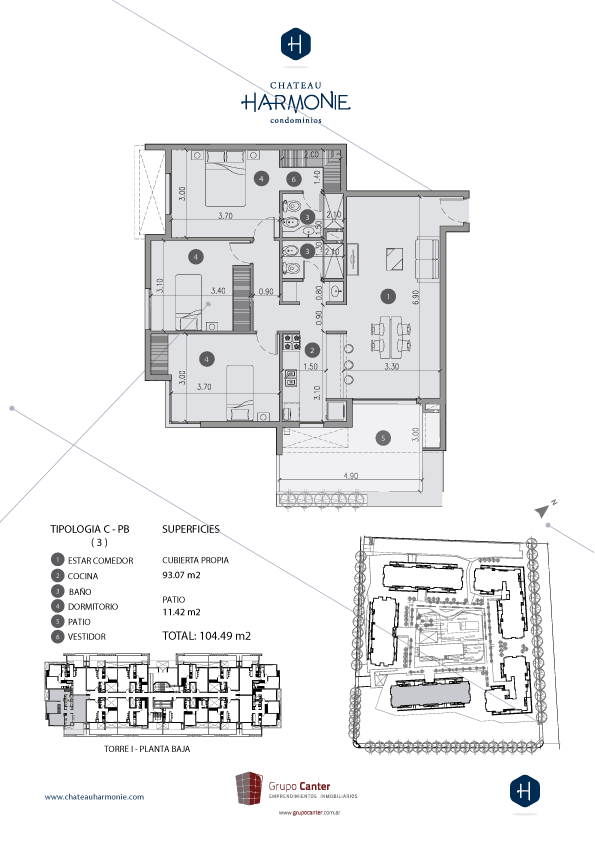 H
CHATEAU
HARMONIE
condominios
2.00
4
6
1.40
3.00
3.70
3
2.10
1.50
4
3
2.10
1.30
1
6.90
3.10
3.40
0.90
0.80
0.90
4
2
3.00
3.70
1.50
3.30
3.10
5
3.00
4.90
N
TIPOLOGIA C - PB
( 3 )
1 ESTAR COMEDOR
2 COCINA
3 BAÑO
4 DORMITORIO
5 PATIO
6 VESTIDOR
SUPERFICIES
CUBIERTA PROPIA
93.07 m2
PATIO
11.42 m2
TOTAL: 104.49 m2
TORRE I - PLANTA BAJA
www.chateauharmonie.com
Grupo Canter
EMPRENDIMIENTOS INMOBILIARIOS
www.grupocanter.com.ar
H